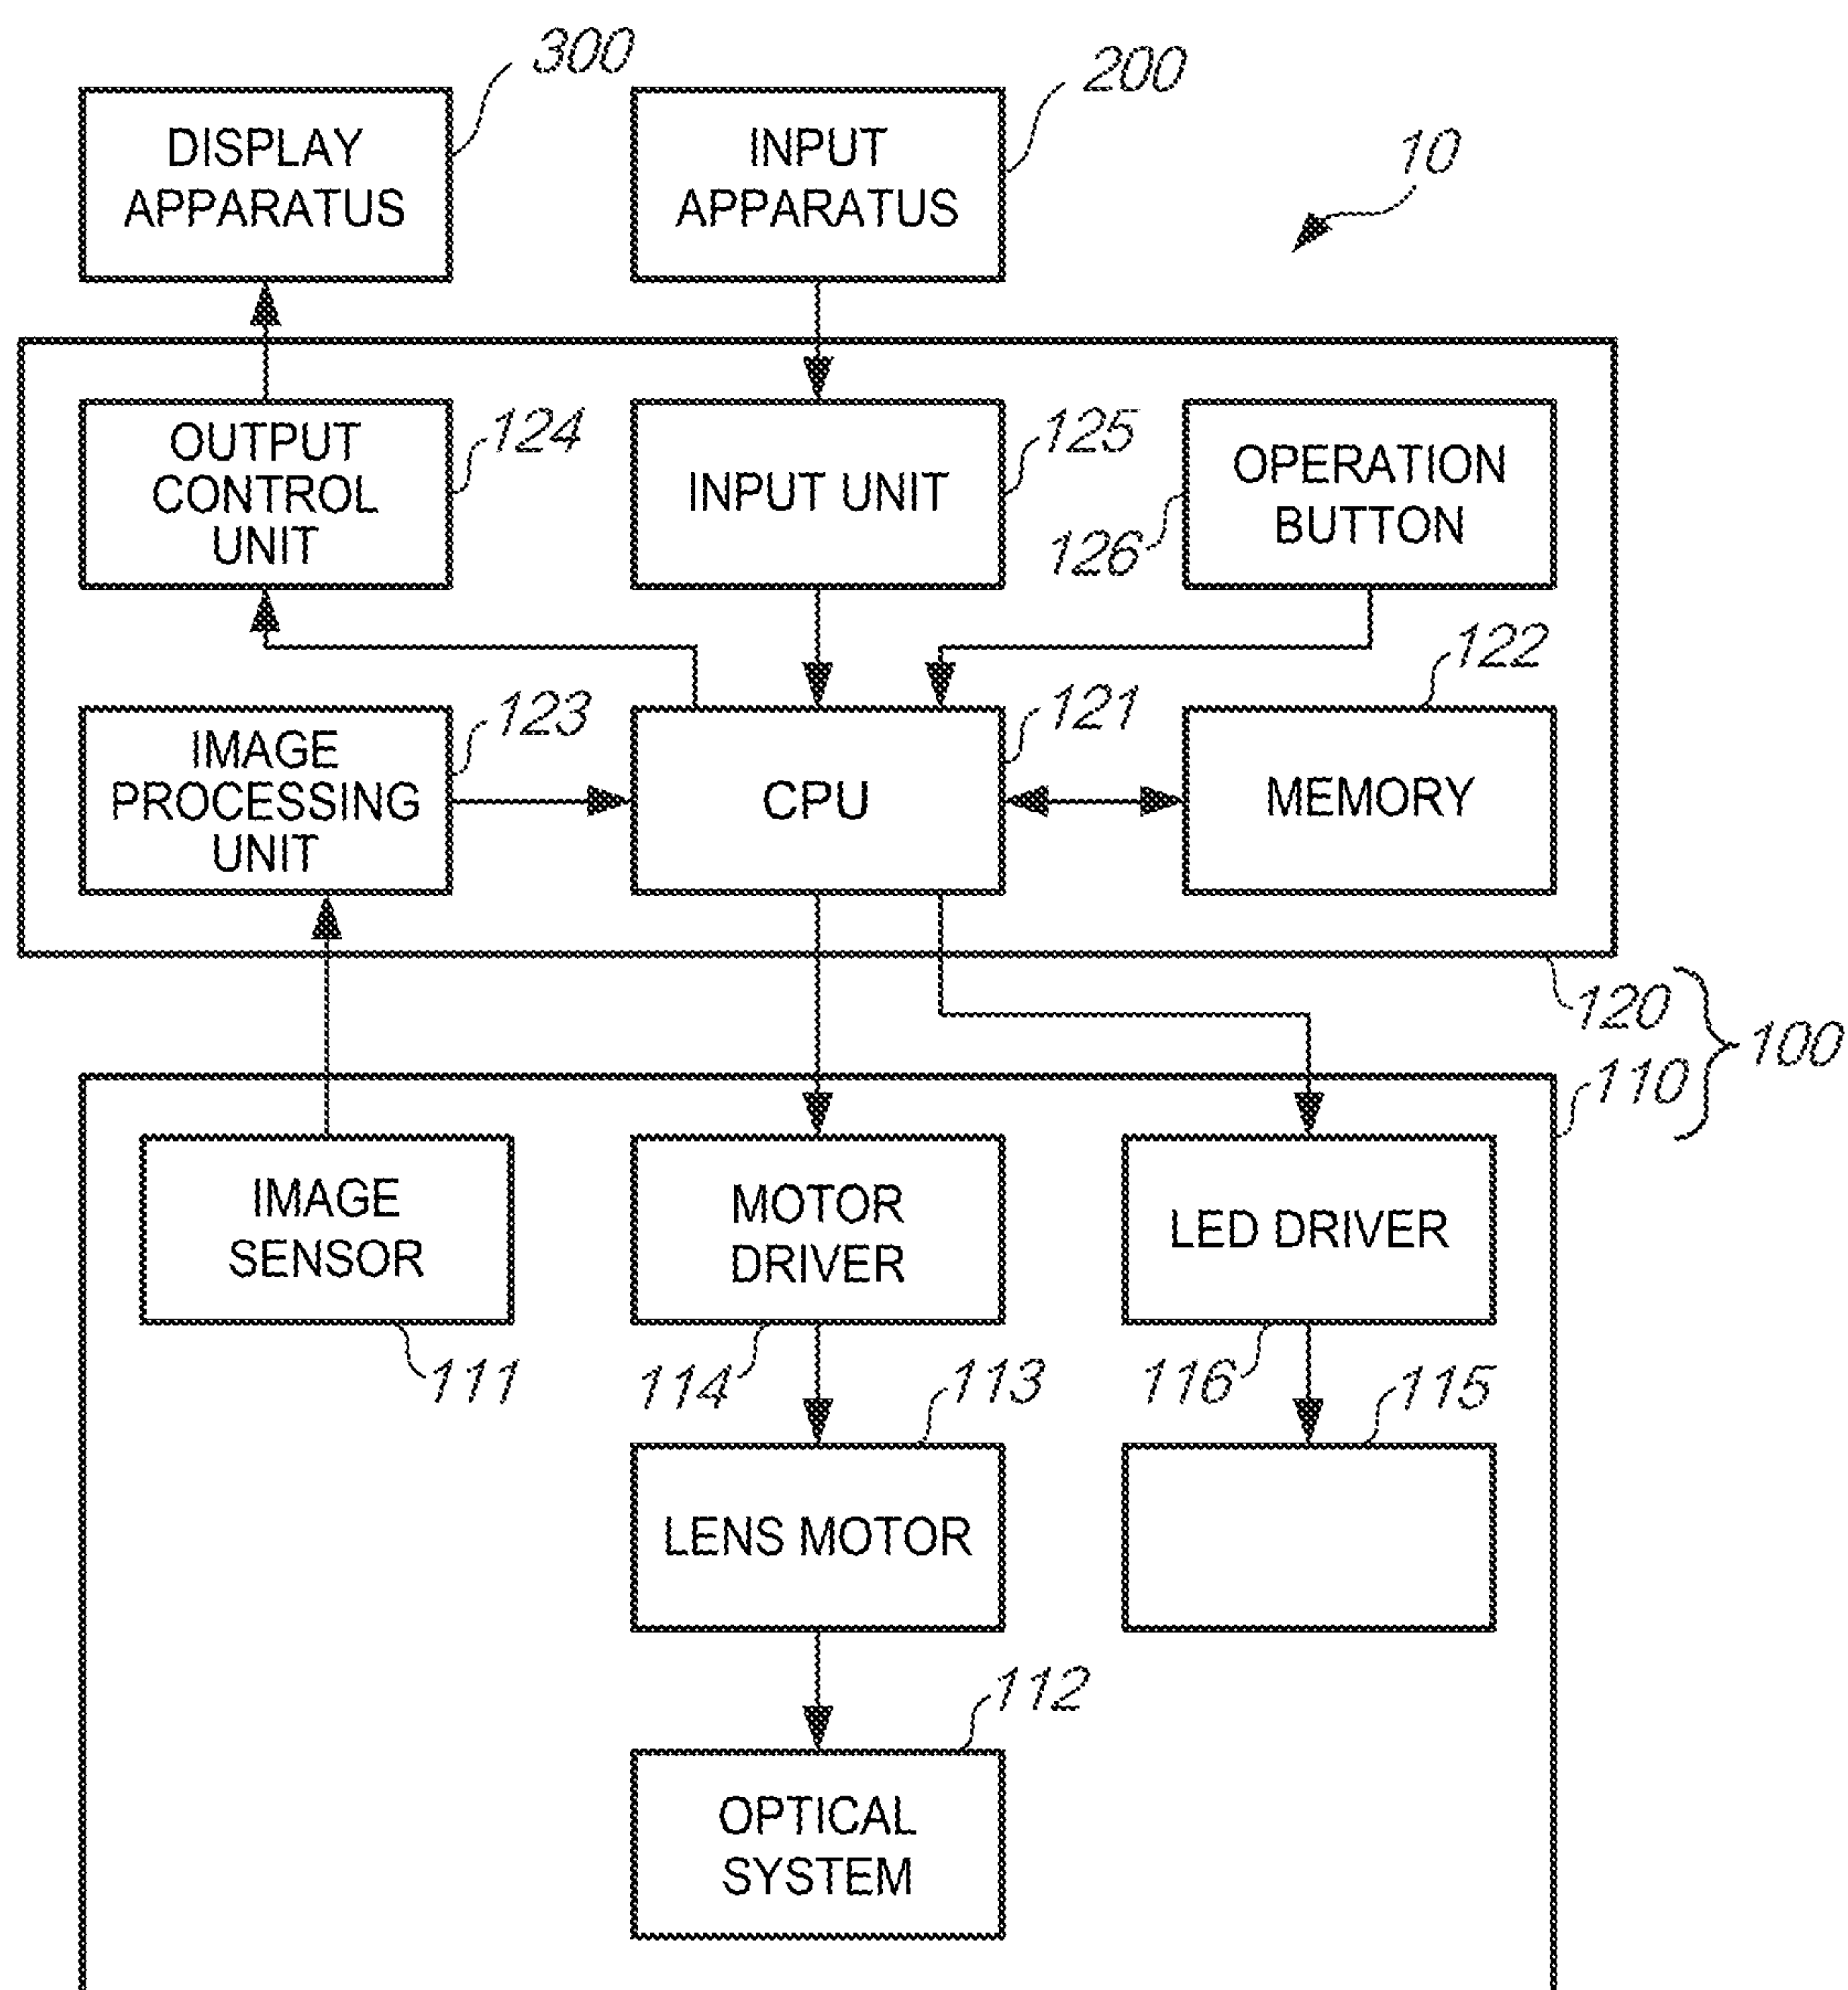 300
200
10
DISPLAY
APPARATUS
INPUT
APPARATUS
OUTPUT
CONTROL
UNIT
124
INPUT UNIT
125
OPERATION
BUTTON
126
122
IMAGE
PROCESSING
UNIT
123
CPU
121
MEMORY
120
110
100
IMAGE
SENSOR
111
MOTOR
DRIVER
114
LED DRIVER
116
113
115
LENS MOTOR
112
OPTICAL
SYSTEM